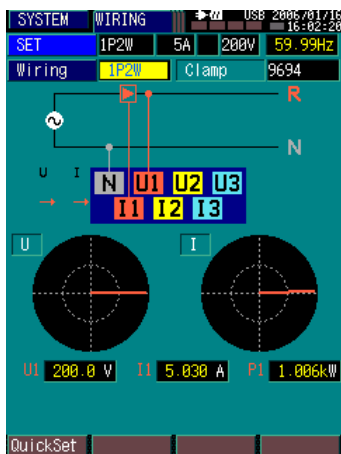 SYSTEM WIRING USB 2006/01/16
16:02:20
SET 1P2W 5A 200V 59.99Hz
Wiring 1P2W Clamp 9694
R
N
U I N U1 U2 U3
I1 I2 I3
U I
U1 200.0 V I1 5.030 A P1 1.006kW
QuickSet